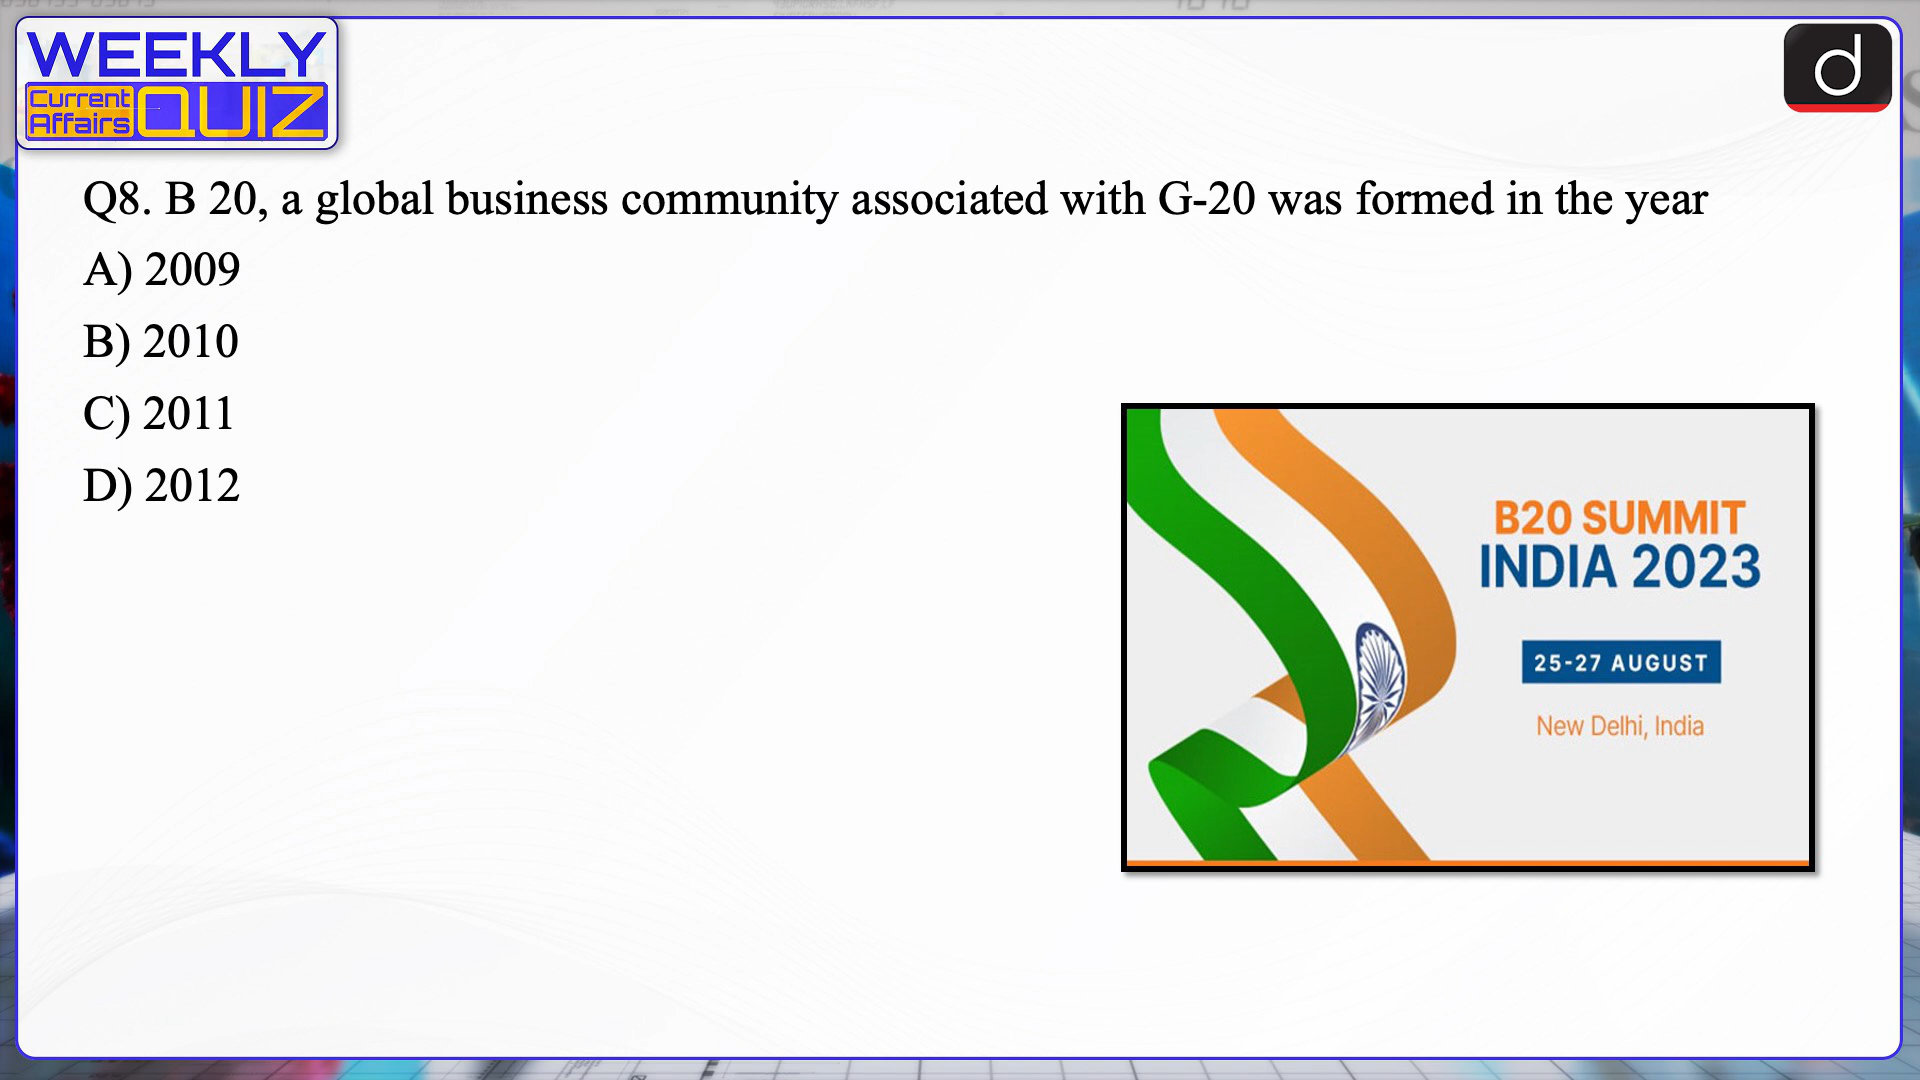 WEEKLY
Current
Affairs
QUIZ
d
Q8. B 20, a global business community associated with G-20 was formed in the year
A) 2009
B) 2010
C) 2011
D) 2012
B20 SUMMIT
INDIA 2023
25-27 AUGUST
New Delhi, India